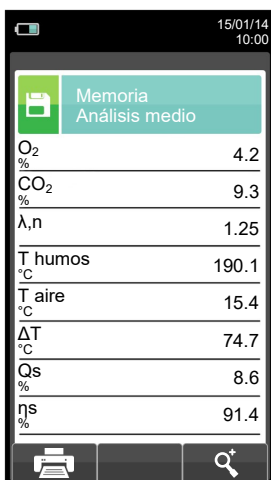 15/01/14
10:00
Memoria
Análisis medio
O2
%
4.2
CO2
%
9.3
λ,n
1.25
T humos
°C
190.1
T aire
°C
15.4
ΔT
°C
74.7
Qs
%
8.6
ηs
%
91.4